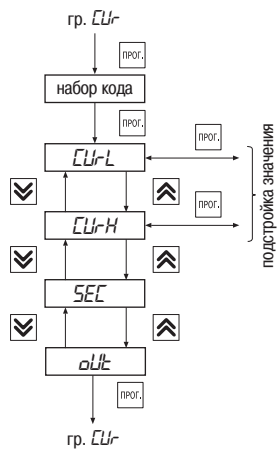 гр. CUr
ПРОГ.
набор кода
ПРОГ.
CUrL
ПРОГ.
CUrH
ПРОГ.
подстройка значения
SEC
oUt
ПРОГ.
гр. CUr